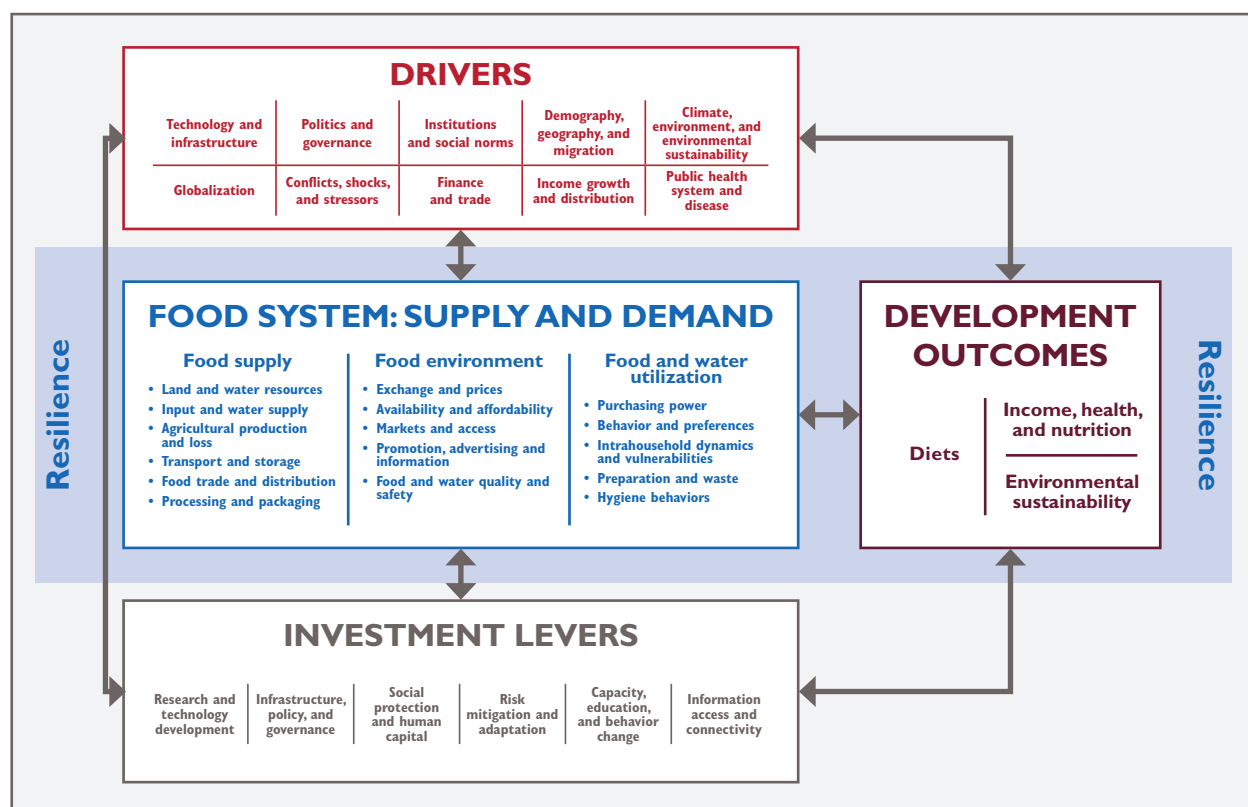 DRIVERS
Technology and
infrastructure
Politics and
governance
Institutions
and social norms
Demography,
geography, and
migration
Climate,
environment, and
environmental
sustainability
Globalization
Conflicts, shocks,
and stressors
Finance
and trade
Income growth
and distribution
Public health
system and
disease
Resilience
FOOD SYSTEM: SUPPLY AND DEMAND
Food supply
• Land and water resources
• Input and water supply
• Agricultural production
and loss
• Transport and storage
• Food trade and distribution
• Processing and packaging
Food environment
• Exchange and prices
• Availability and affordability
• Markets and access
• Promotion, advertising and
information
• Food and water quality and
safety
Food and water
utilization
• Purchasing power
• Behavior and preferences
• Intrahousehold dynamics
and vulnerabilities
• Preparation and waste
• Hygiene behaviors
DEVELOPMENT
OUTCOMES
Diets
Income, health,
and nutrition
Environmental
sustainability
Resilience
INVESTMENT LEVERS
Research and
technology
development
Infrastructure,
policy, and
governance
Social
protection
and human
capital
Risk
mitigation and
adaptation
Capacity,
education,
and behavior
change
Information
access and
connectivity